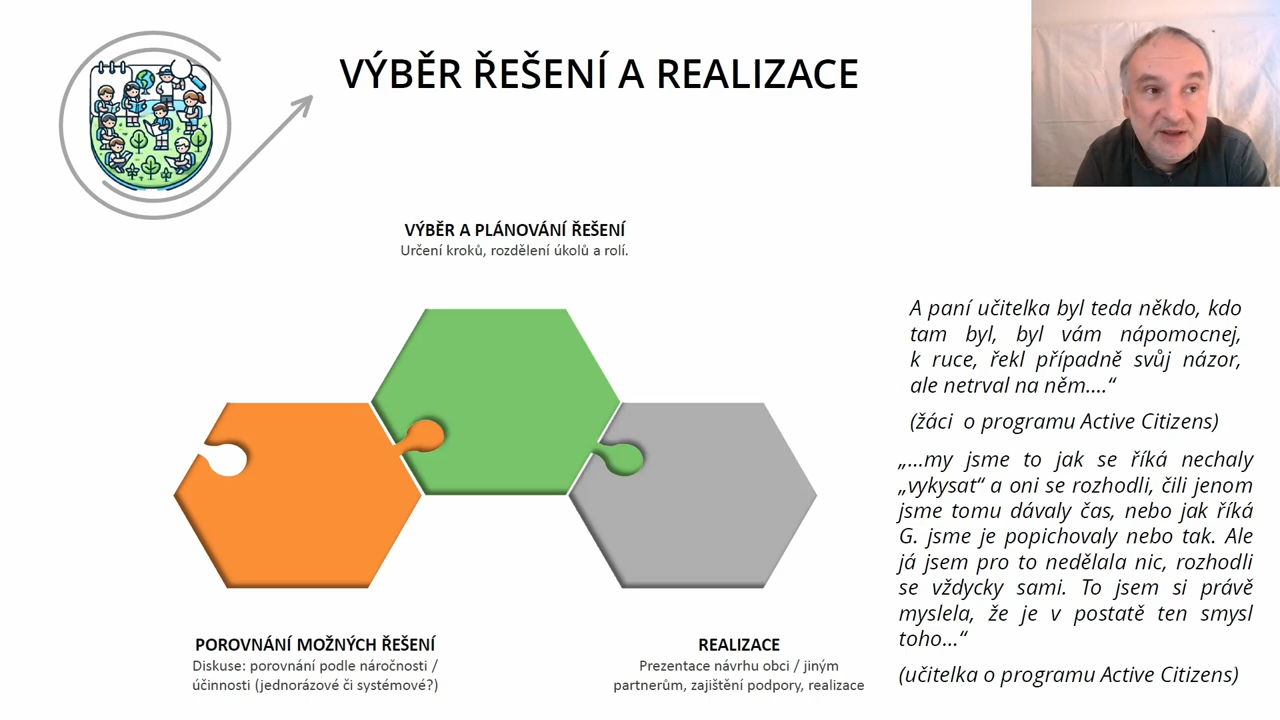 VÝBĚR ŘEŠENÍ A REALIZACE
VÝBĚR A PLÁNOVÁNÍ ŘEŠENÍ
Určení kroků, rozdělení úkolů a rolí.
POROVNÁNÍ MOŽNÝCH ŘEŠENÍ
Diskuse: porovnání podle náročnosti /
účinnosti (jednorázové či systémové?)
REALIZACE
Prezentace návrhu obci / jiným
partnerům, zajištění podpory, realizace
A paní učitelka byl teda někdo, kdo
tam byl, byl vám nápomocnej,
k ruce, řekl případně svůj názor,
ale netrval na něm....“
(žáci o programu Active Citizens)
„...my jsme to jak se říká nechaly
„vykysat“ a oni se rozhodli, čili jenom
jsme tomu dávaly čas, nebo jak říká
G. jsme je popichovaly nebo tak. Ale
já jsem pro to nedělala nic, rozhodli
se vždycky sami. To jsem si právě
myslela, že je v postatě ten smysl
toho...“
(učitelka o programu Active Citizens)